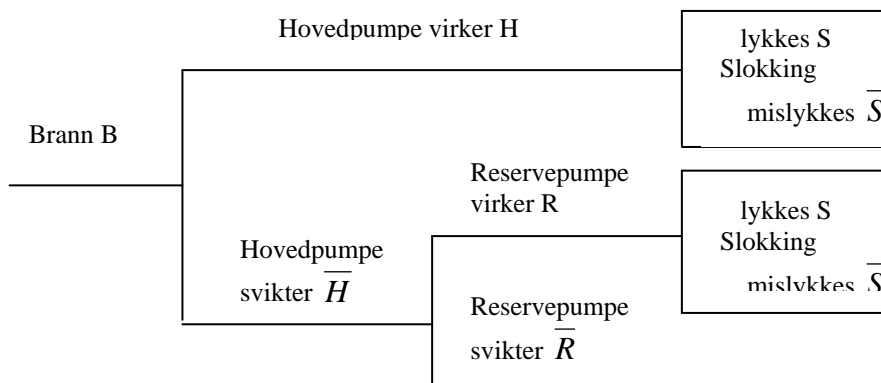 Hovedpumpe virker H
lykkes S
Slokking
mislykkes S̅
Brann B
Reservepumpe
virker R
lykkes S
Slokking
mislykkes S̅
Hovedpumpe
svikter H̅
Reservepumpe
svikter R̅